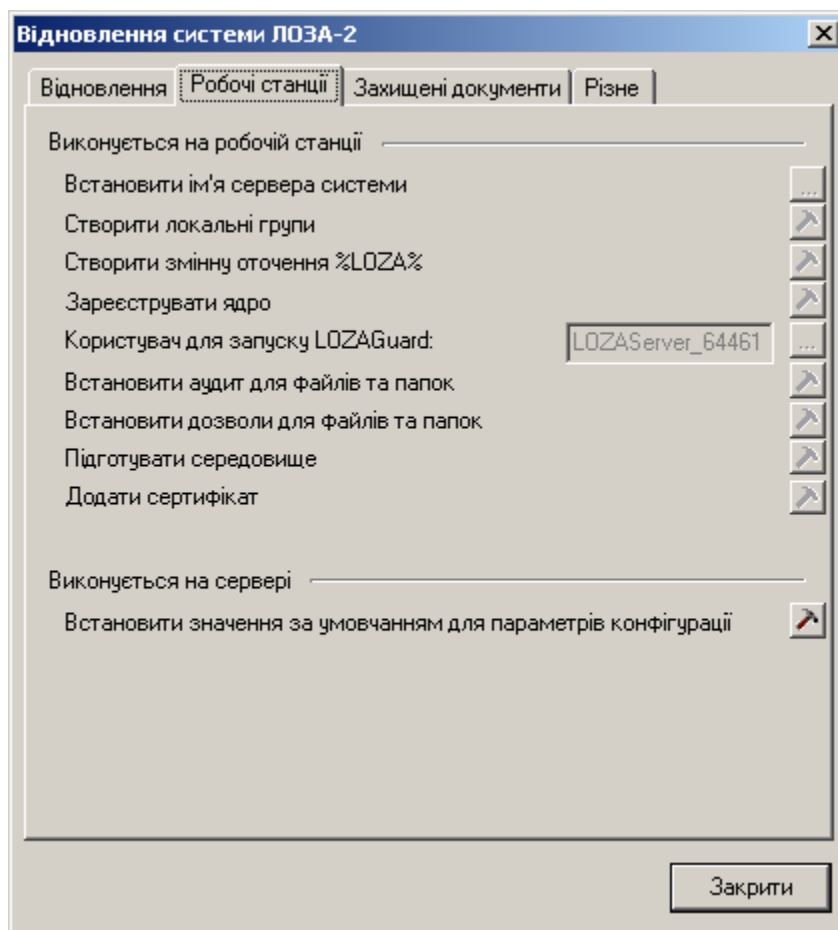 Відновлення системи ЛОЗА-2
Відновлення Робочі станції Захищені документи Різне
Виконується на робочій станції
Встановити ім'я сервера системи ...
Створити локальні групи
Створити змінну оточення %LOZA%
Зареєструвати ядро
Користувач для запуску LOZAGuard: LOZAServer_64461 ...
Встановити аудит для файлів та папок
Встановити дозволи для файлів та папок
Підготувати середовище
Додати сертифікат
Виконується на сервері
Встановити значення за умовчанням для параметрів конфігурації
Закрити